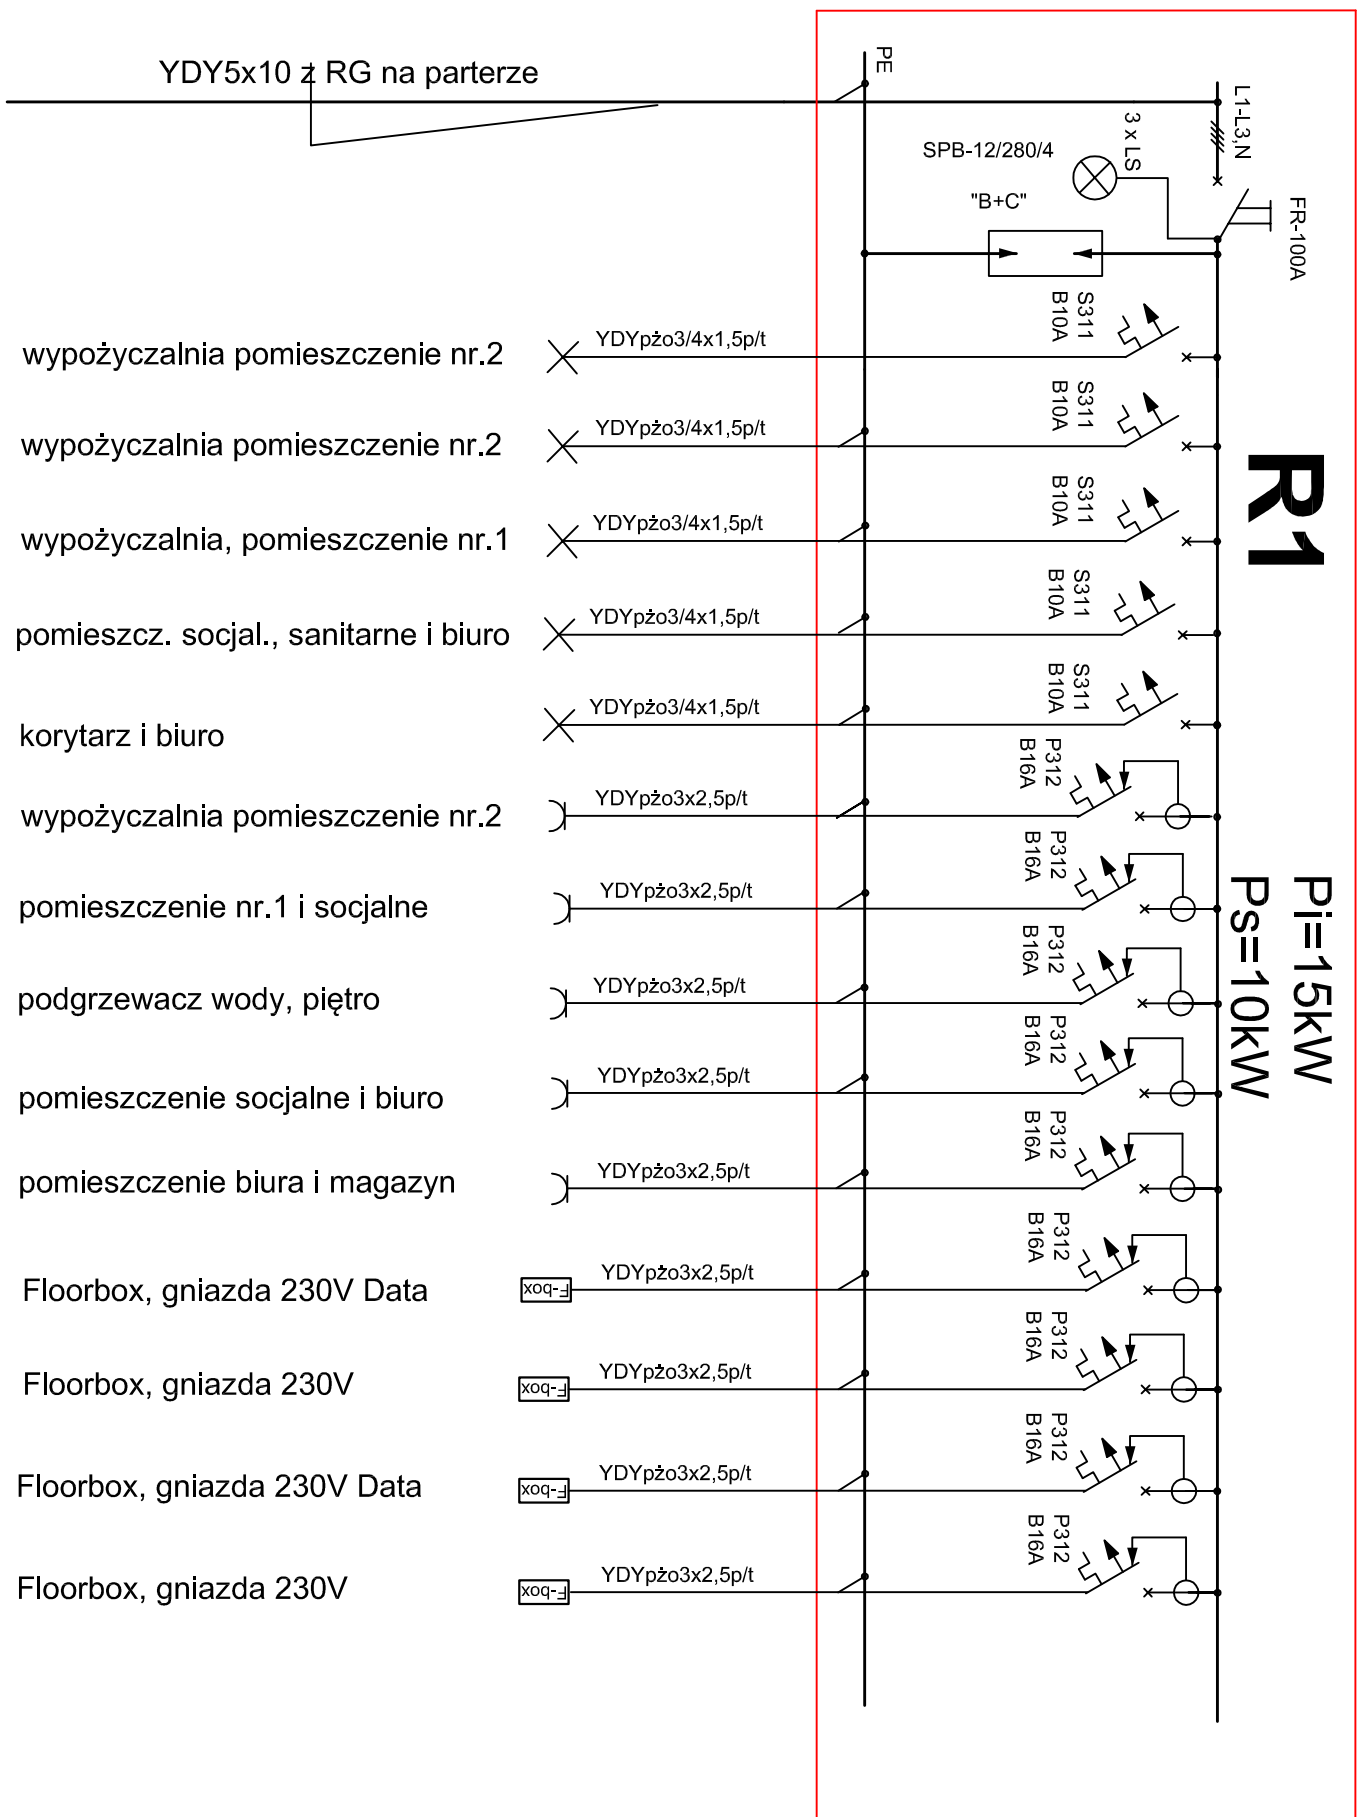 YDY5x10 z RG na parterze
PE
L1-L3,N
3 x LS
SPB-12/280/4
"B+C"
FR-100A
R1
Pi=15kW
Ps=10kW
wypożyczalnia pomieszczenie nr.2
YDYpżo3/4x1,5p/t
S311
B10A
wypożyczalnia pomieszczenie nr.2
YDYpżo3/4x1,5p/t
S311
B10A
wypożyczalnia, pomieszczenie nr.1
YDYpżo3/4x1,5p/t
S311
B10A
pomieszcz. socjal., sanitarne i biuro
YDYpżo3/4x1,5p/t
S311
B10A
korytarz i biuro
YDYpżo3/4x1,5p/t
S311
B10A
wypożyczalnia pomieszczenie nr.2
YDYpżo3x2,5p/t
P312
B16A
pomieszczenie nr.1 i socjalne
YDYpżo3x2,5p/t
P312
B16A
podgrzewacz wody, piętro
YDYpżo3x2,5p/t
P312
B16A
pomieszczenie socjalne i biuro
YDYpżo3x2,5p/t
P312
B16A
pomieszczenie biura i magazyn
YDYpżo3x2,5p/t
P312
B16A
Floorbox, gniazda 230V Data
F-box
YDYpżo3x2,5p/t
P312
B16A
Floorbox, gniazda 230V
F-box
YDYpżo3x2,5p/t
P312
B16A
Floorbox, gniazda 230V Data
F-box
YDYpżo3x2,5p/t
P312
B16A
Floorbox, gniazda 230V
F-box
YDYpżo3x2,5p/t
P312
B16A